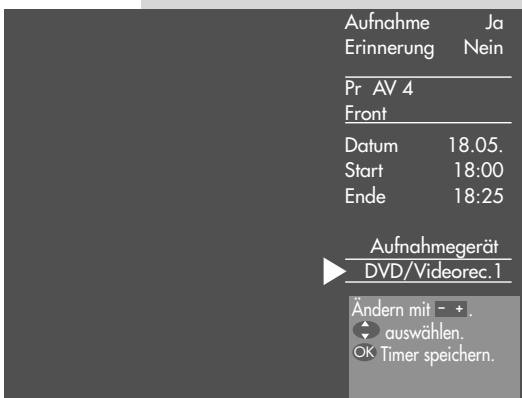 Aufnahme Ja
Erinnerung Nein
Pr AV 4
Front
Datum 18.05.
Start 18:00
Ende 18:25
Aufnahmegerät
DVD/Videorec.1
Ändern mit - + .
auswählen.
OK Timer speichern.